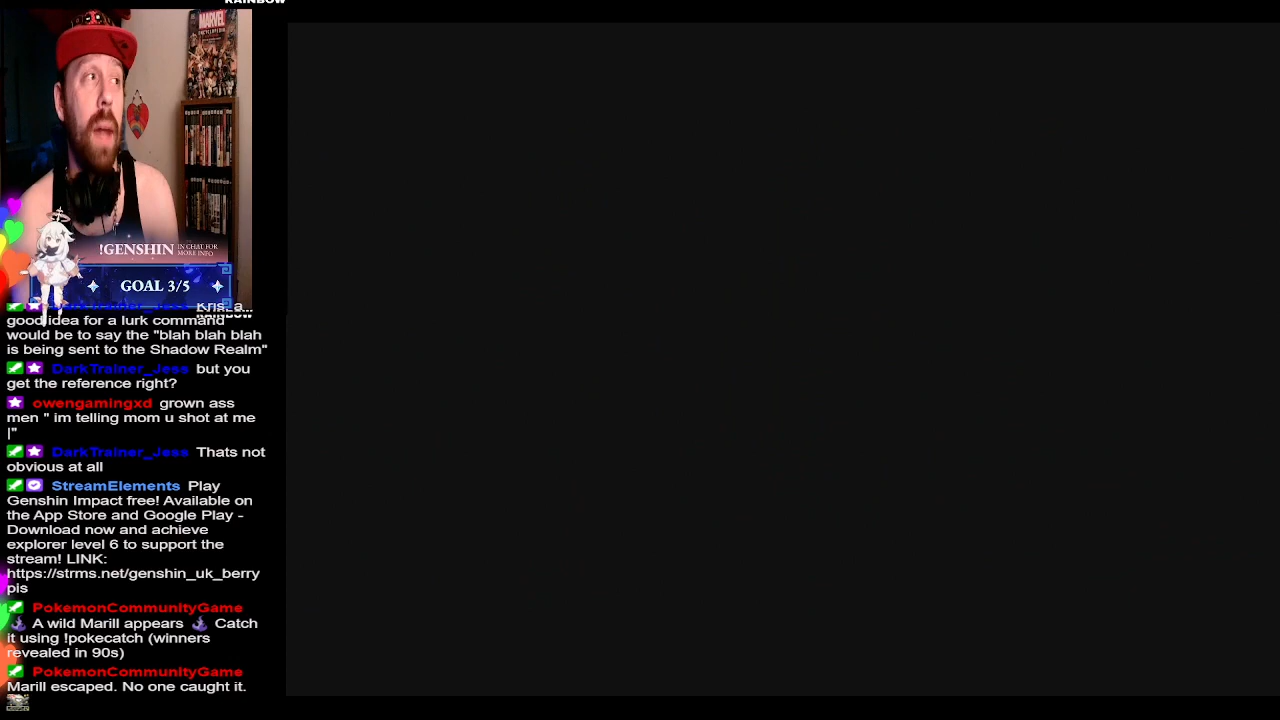 RAINBOW
MARVEL
ENCYCLOPEDIA
!GENSHIN IN CHAT FOR
MORE INFO
GOAL 3/5
RAINBOW
DarkTrainer_Jess Kris, a
good idea for a lurk command
would be to say the "blah blah blah
is being sent to the Shadow Realm"
DarkTrainer_Jess but you
get the reference right?
owengamingxd grown ass
men " im telling mom u shot at me
|"
DarkTrainer_Jess Thats not
obvious at all
StreamElements Play
Genshin Impact free! Available on
the App Store and Google Play -
Download now and achieve
explorer level 6 to support the
stream! LINK:
https://strms.net/genshin_uk_berry
pis
PokemonCommunityGame
A wild Marill appears Catch
it using !pokecatch (winners
revealed in 90s)
PokemonCommunityGame
Marill escaped. No one caught it.